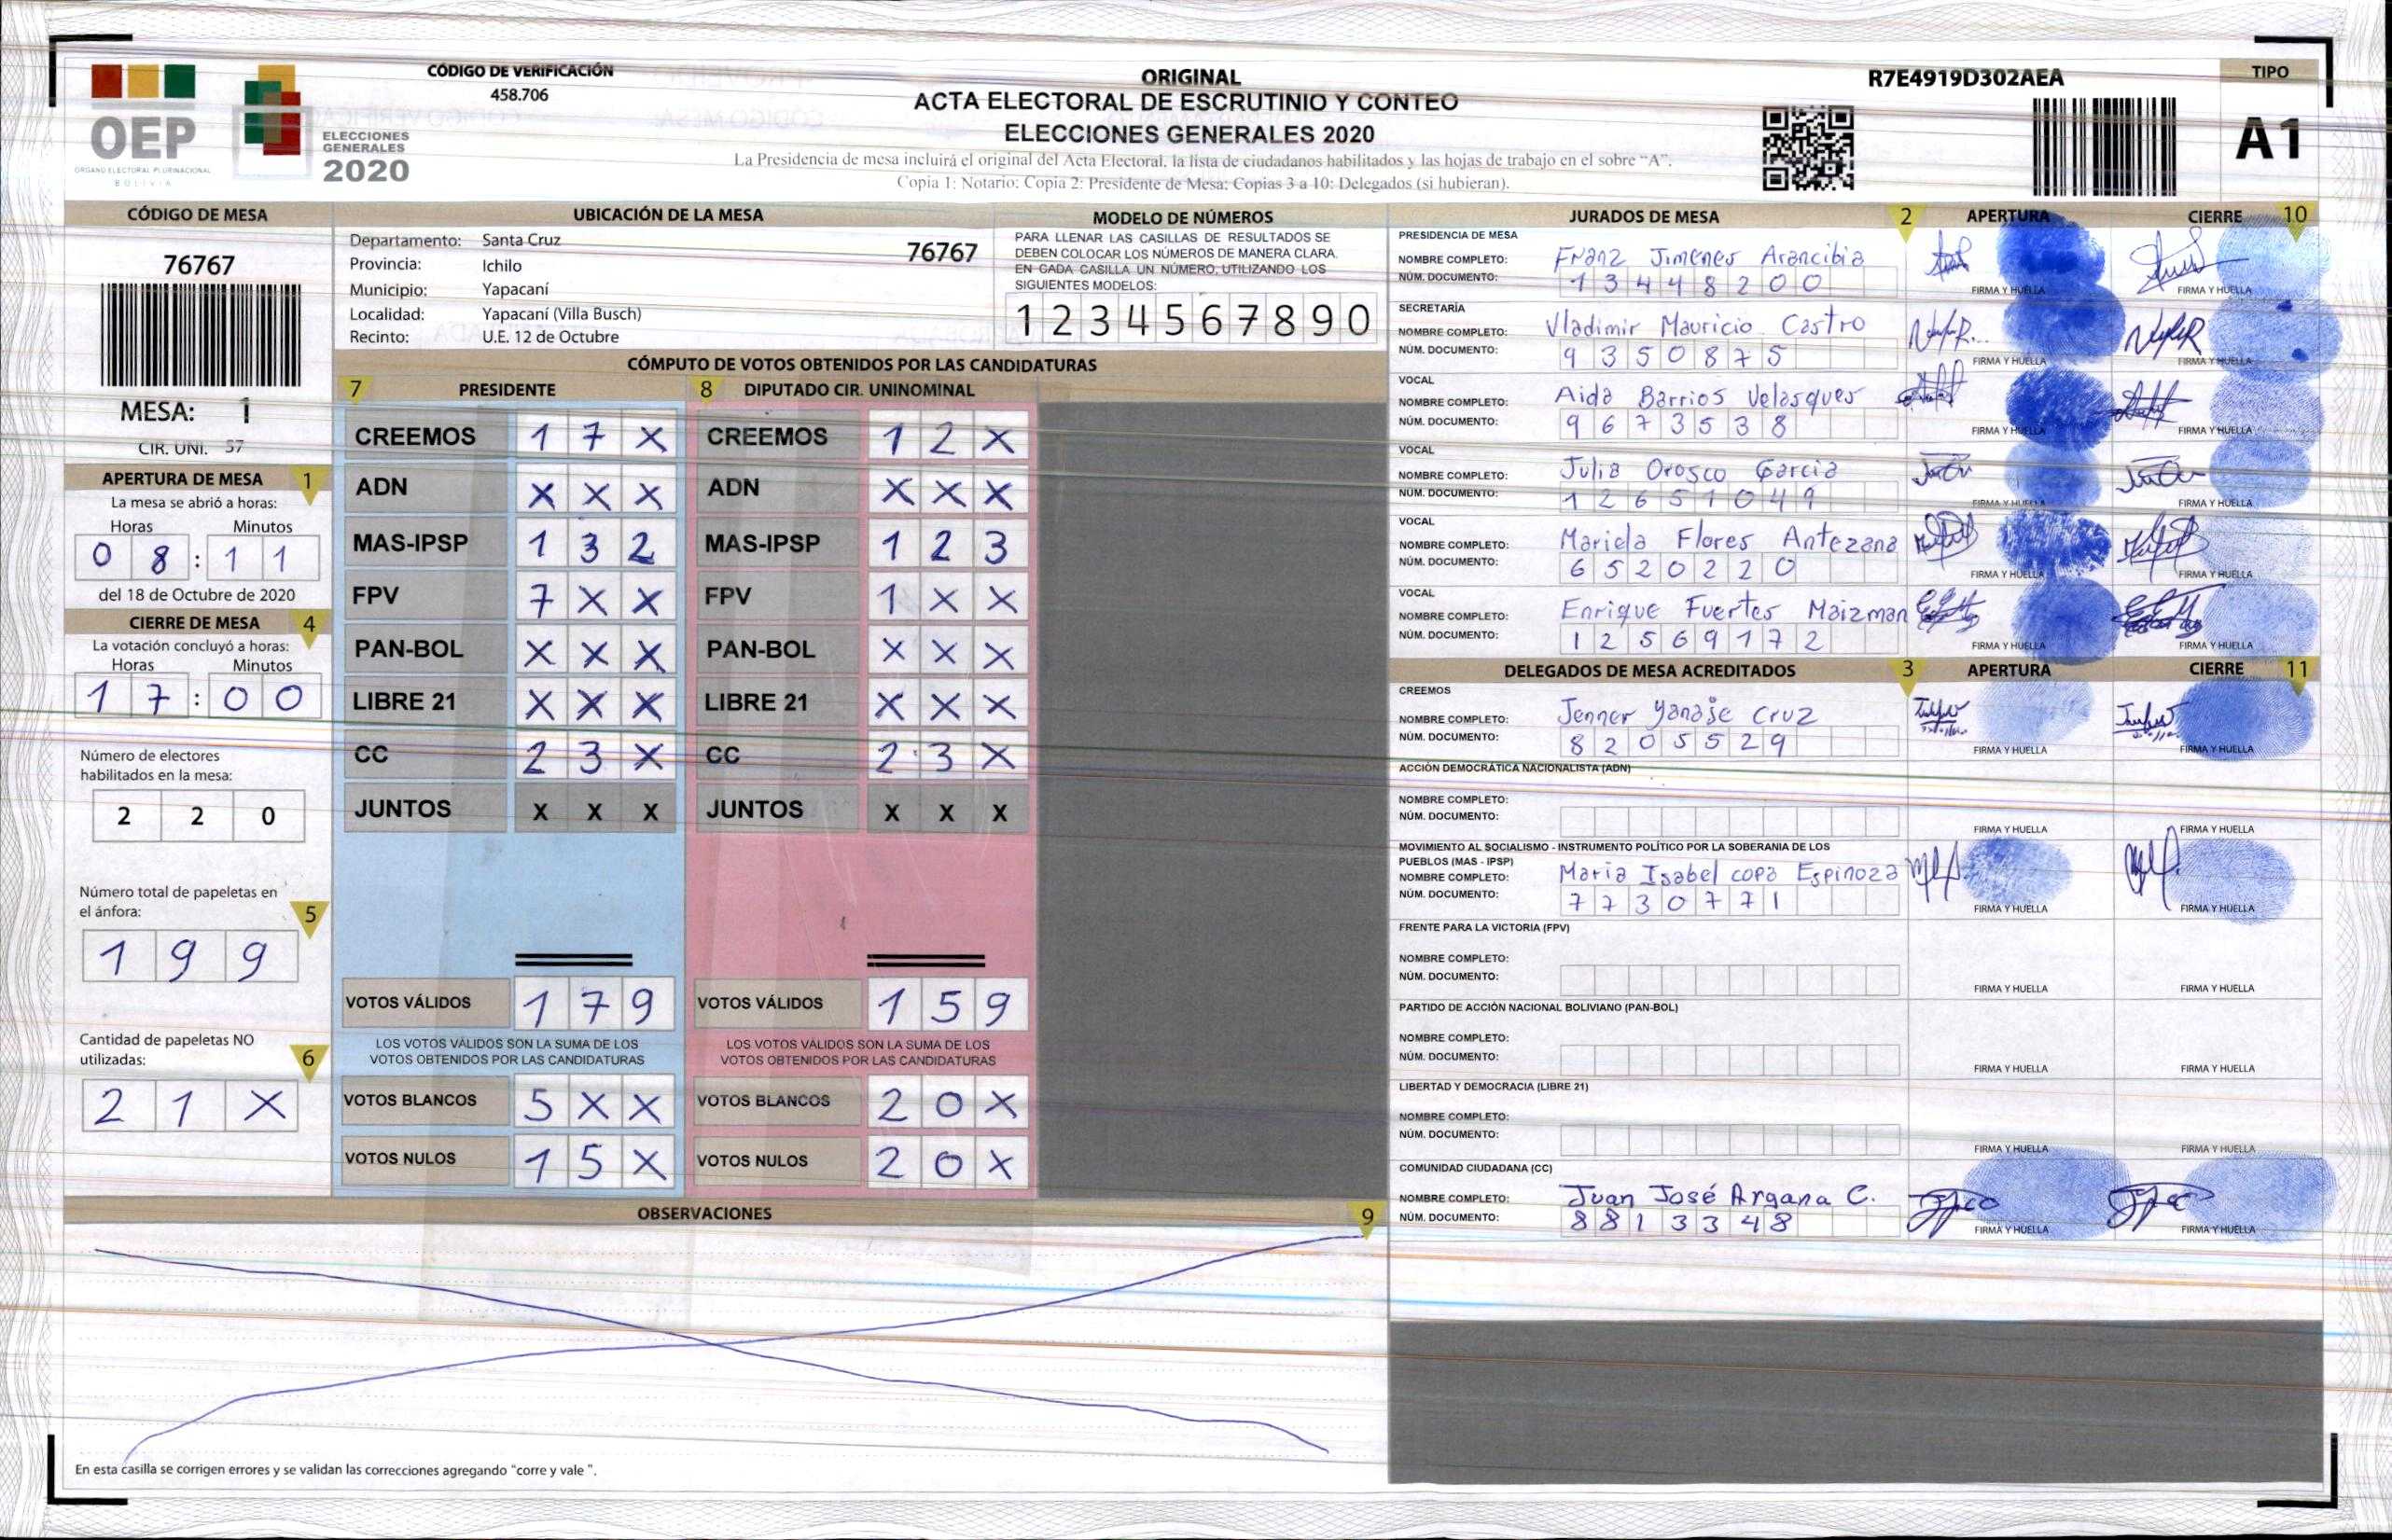 OEP
ÓRGANO ELECTORAL PLURINACIONAL
BOLIVIA
ELECCIONES
GENERALES
2020
CÓDIGO DE VERIFICACIÓN
458.706
ORIGINAL
ACTA ELECTORAL DE ESCRUTINIO Y CONTEO
ELECCIONES GENERALES 2020
La Presidencia de mesa incluirá el original del Acta Electoral, la lista de ciudadanos habilitados y las hojas de trabajo en el sobre “A”.
Copia 1: Notario; Copia 2: Presidente de Mesa; Copias 3 a 10: Delegados (si hubieran).
R7E4919D302AEA
TIPO
A1
CÓDIGO DE MESA
76767
MESA: 1
CIR. UNI. 57
APERTURA DE MESA 1
La mesa se abrió a horas:
Horas Minutos
0 8 : 1 1
del 18 de Octubre de 2020
CIERRE DE MESA 4
La votación concluyó a horas:
Horas Minutos
1 7 : 0 0
Número de electores
habilitados en la mesa:
2 2 0
Número total de papeletas en
el ánfora: 5
1 9 9
Cantidad de papeletas NO
utilizadas: 6
2 1 X
UBICACIÓN DE LA MESA
Departamento: Santa Cruz 76767
Provincia: Ichilo
Municipio: Yapacaní
Localidad: Yapacaní (Villa Busch)
Recinto: U.E. 12 de Octubre
MODELO DE NÚMEROS
PARA LLENAR LAS CASILLAS DE RESULTADOS SE
DEBEN COLOCAR LOS NÚMEROS DE MANERA CLARA.
EN CADA CASILLA UN NÚMERO, UTILIZANDO LOS
SIGUIENTES MODELOS:
1 2 3 4 5 6 7 8 9 0
CÓMPUTO DE VOTOS OBTENIDOS POR LAS CANDIDATURAS
7 PRESIDENTE 8 DIPUTADO CIR. UNINOMINAL
CREEMOS 1 7 X CREEMOS 1 2 X
ADN X X X ADN X X X
MAS-IPSP 1 3 2 MAS-IPSP 1 2 3
FPV 7 X X FPV 1 X X
PAN-BOL X X X PAN-BOL X X X
LIBRE 21 X X X LIBRE 21 X X X
CC 2 3 X CC 2 3 X
JUNTOS X X X JUNTOS X X X
VOTOS VÁLIDOS 1 7 9 VOTOS VÁLIDOS 1 5 9
LOS VOTOS VÁLIDOS SON LA SUMA DE LOS LOS VOTOS VÁLIDOS SON LA SUMA DE LOS
VOTOS OBTENIDOS POR LAS CANDIDATURAS VOTOS OBTENIDOS POR LAS CANDIDATURAS
VOTOS BLANCOS 5 X X VOTOS BLANCOS 2 0 X
VOTOS NULOS 1 5 X VOTOS NULOS 2 0 X
OBSERVACIONES 9
En esta casilla se corrigen errores y se validan las correcciones agregando “corre y vale ”.
JURADOS DE MESA 2 APERTURA CIERRE 10
PRESIDENCIA DE MESA
NOMBRE COMPLETO: Franz Jimenes Arancibia
NÚM. DOCUMENTO: 1 3 4 4 8 2 0 0 FIRMA Y HUELLA FIRMA Y HUELLA
SECRETARÍA
NOMBRE COMPLETO: Vladimir Mauricio Castro
NÚM. DOCUMENTO: 9 3 5 0 8 7 5 FIRMA Y HUELLA FIRMA Y HUELLA
VOCAL
NOMBRE COMPLETO: Aida Barrios Velasques
NÚM. DOCUMENTO: 9 6 7 3 5 3 8 FIRMA Y HUELLA FIRMA Y HUELLA
VOCAL
NOMBRE COMPLETO: Julia Orosco Garcia
NÚM. DOCUMENTO: 1 2 6 5 1 0 4 9 FIRMA Y HUELLA FIRMA Y HUELLA
VOCAL
NOMBRE COMPLETO: Mariela Flores Antezana
NÚM. DOCUMENTO: 6 5 2 0 2 2 0 FIRMA Y HUELLA FIRMA Y HUELLA
VOCAL
NOMBRE COMPLETO: Enrique Fuertes Maizman
NÚM. DOCUMENTO: 1 2 5 6 9 1 7 2 FIRMA Y HUELLA FIRMA Y HUELLA
DELEGADOS DE MESA ACREDITADOS 3 APERTURA CIERRE 11
CREEMOS
NOMBRE COMPLETO: Jenner Yanaje Cruz
NÚM. DOCUMENTO: 8 2 0 5 5 2 9 FIRMA Y HUELLA FIRMA Y HUELLA
ACCIÓN DEMOCRÁTICA NACIONALISTA (ADN)
NOMBRE COMPLETO:
NÚM. DOCUMENTO: FIRMA Y HUELLA FIRMA Y HUELLA
MOVIMIENTO AL SOCIALISMO - INSTRUMENTO POLÍTICO POR LA SOBERANIA DE LOS
PUEBLOS (MAS - IPSP)
NOMBRE COMPLETO: Maria Isabel copa Espinoza
NÚM. DOCUMENTO: 7 7 3 0 7 7 1 FIRMA Y HUELLA FIRMA Y HUELLA
FRENTE PARA LA VICTORIA (FPV)
NOMBRE COMPLETO:
NÚM. DOCUMENTO: FIRMA Y HUELLA FIRMA Y HUELLA
PARTIDO DE ACCIÓN NACIONAL BOLIVIANO (PAN-BOL)
NOMBRE COMPLETO:
NÚM. DOCUMENTO: FIRMA Y HUELLA FIRMA Y HUELLA
LIBERTAD Y DEMOCRACIA (LIBRE 21)
NOMBRE COMPLETO:
NÚM. DOCUMENTO: FIRMA Y HUELLA FIRMA Y HUELLA
COMUNIDAD CIUDADANA (CC)
NOMBRE COMPLETO: Juan José Argana C.
NÚM. DOCUMENTO: 8 8 1 3 3 4 8 FIRMA Y HUELLA FIRMA Y HUELLA